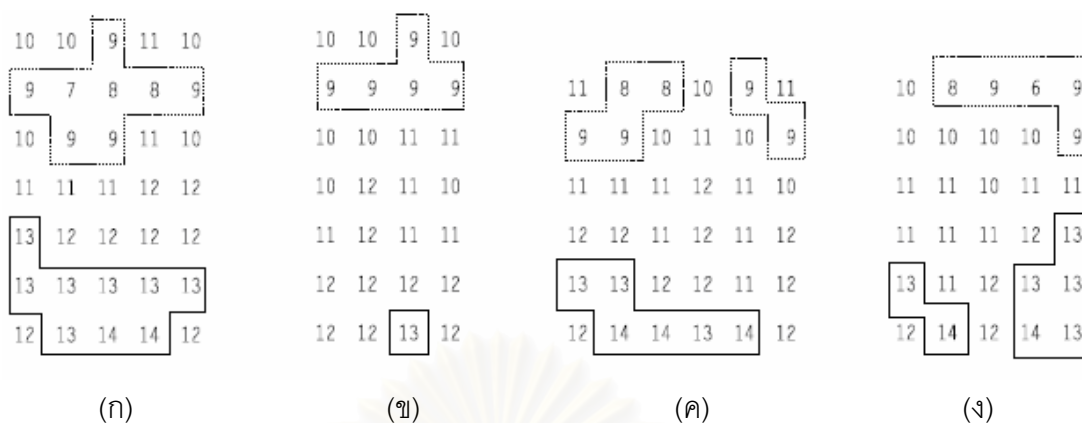 10 10 9 11 10
9 7 8 8 9
10 9 9 11 10
11 11 11 12 12
13 12 12 12 12
13 13 13 13 13
12 13 14 14 12
(ก)
10 10 9 10
9 9 9 9
10 10 11 11
10 12 11 10
11 12 11 11
12 12 12 12
12 12 13 12
(ข)
11 8 8 10 9 11
9 9 10 11 10 9
11 11 11 12 11 10
12 12 11 12 11 12
13 13 12 12 11 12
12 14 14 13 14 12
(ค)
10 8 9 6 9
10 10 10 10 9
11 11 10 11 11
11 11 11 12 13
13 11 12 13 13
12 14 12 14 13
(ง)